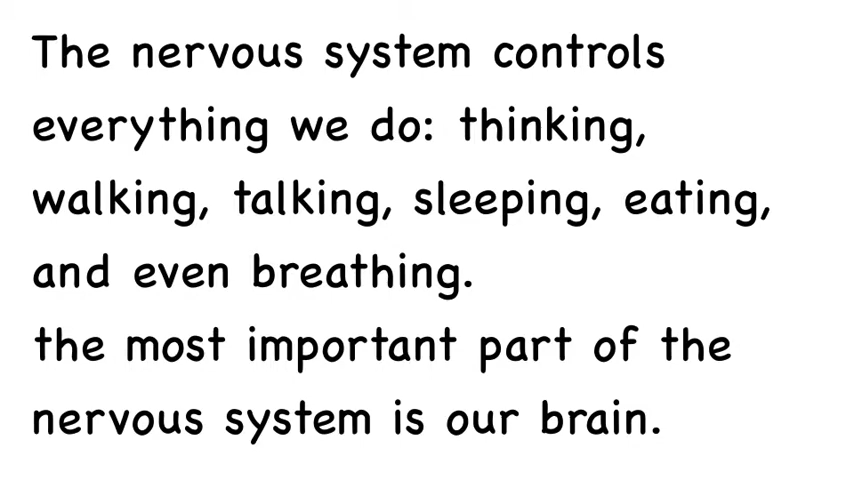 The nervous system controls
everything we do: thinking,
walking, talking, sleeping, eating,
and even breathing.
the most important part of the
nervous system is our brain.